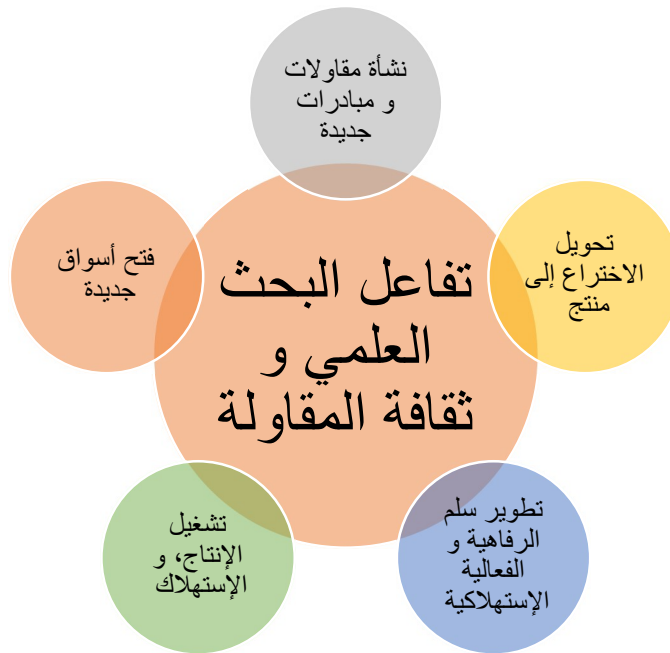 نشأة مقاولات
و مبادرات
جديدة
تحويل
الاختراع إلى
منتج
فتح أسواق
جديدة
تفاعل البحث
العلمي و
ثقافة المقاولة
تطوير سلم
الرفاهية و
الفعالية
الإستهلاكية
تشغيل
الإنتاج، و
الإستهلاك